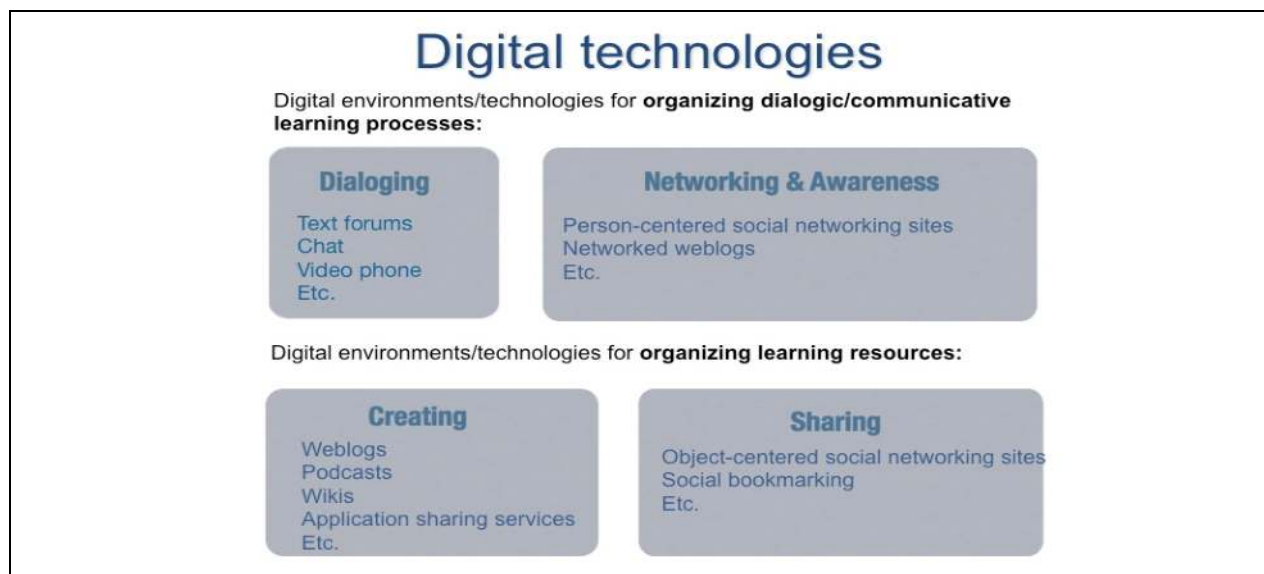 Digital technologies
Digital environments/technologies for organizing dialogic/communicative
learning processes:
Dialoging
Text forums
Chat
Video phone
Etc.
Networking & Awareness
Person-centered social networking sites
Networked weblogs
Etc.
Digital environments/technologies for organizing learning resources:
Creating
Weblogs
Podcasts
Wikis
Application sharing services
Etc.
Sharing
Object-centered social networking sites
Social bookmarking
Etc.